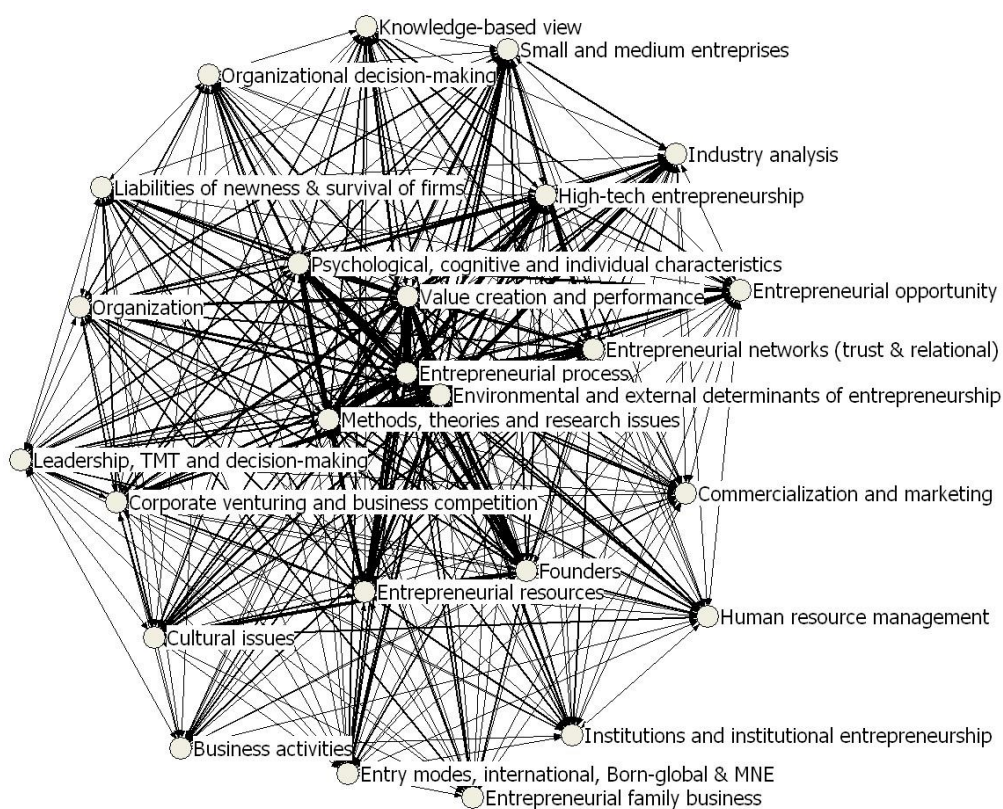 Knowledge-based view
Small and medium entreprises
Organizational decision-making
Industry analysis
Liabilities of newness & survival of firms
High-tech entrepreneurship
Psychological, cognitive and individual characteristics
Entrepreneurial opportunity
Value creation and performance
Organization
Entrepreneurial networks (trust & relational)
Entrepreneurial process
Environmental and external determinants of entrepreneurship
Methods, theories and research issues
Leadership, TMT and decision-making
Commercialization and marketing
Corporate venturing and business competition
Founders
Entrepreneurial resources
Human resource management
Cultural issues
Institutions and institutional entrepreneurship
Business activities
Entry modes, international, Born-global & MNE
Entrepreneurial family business